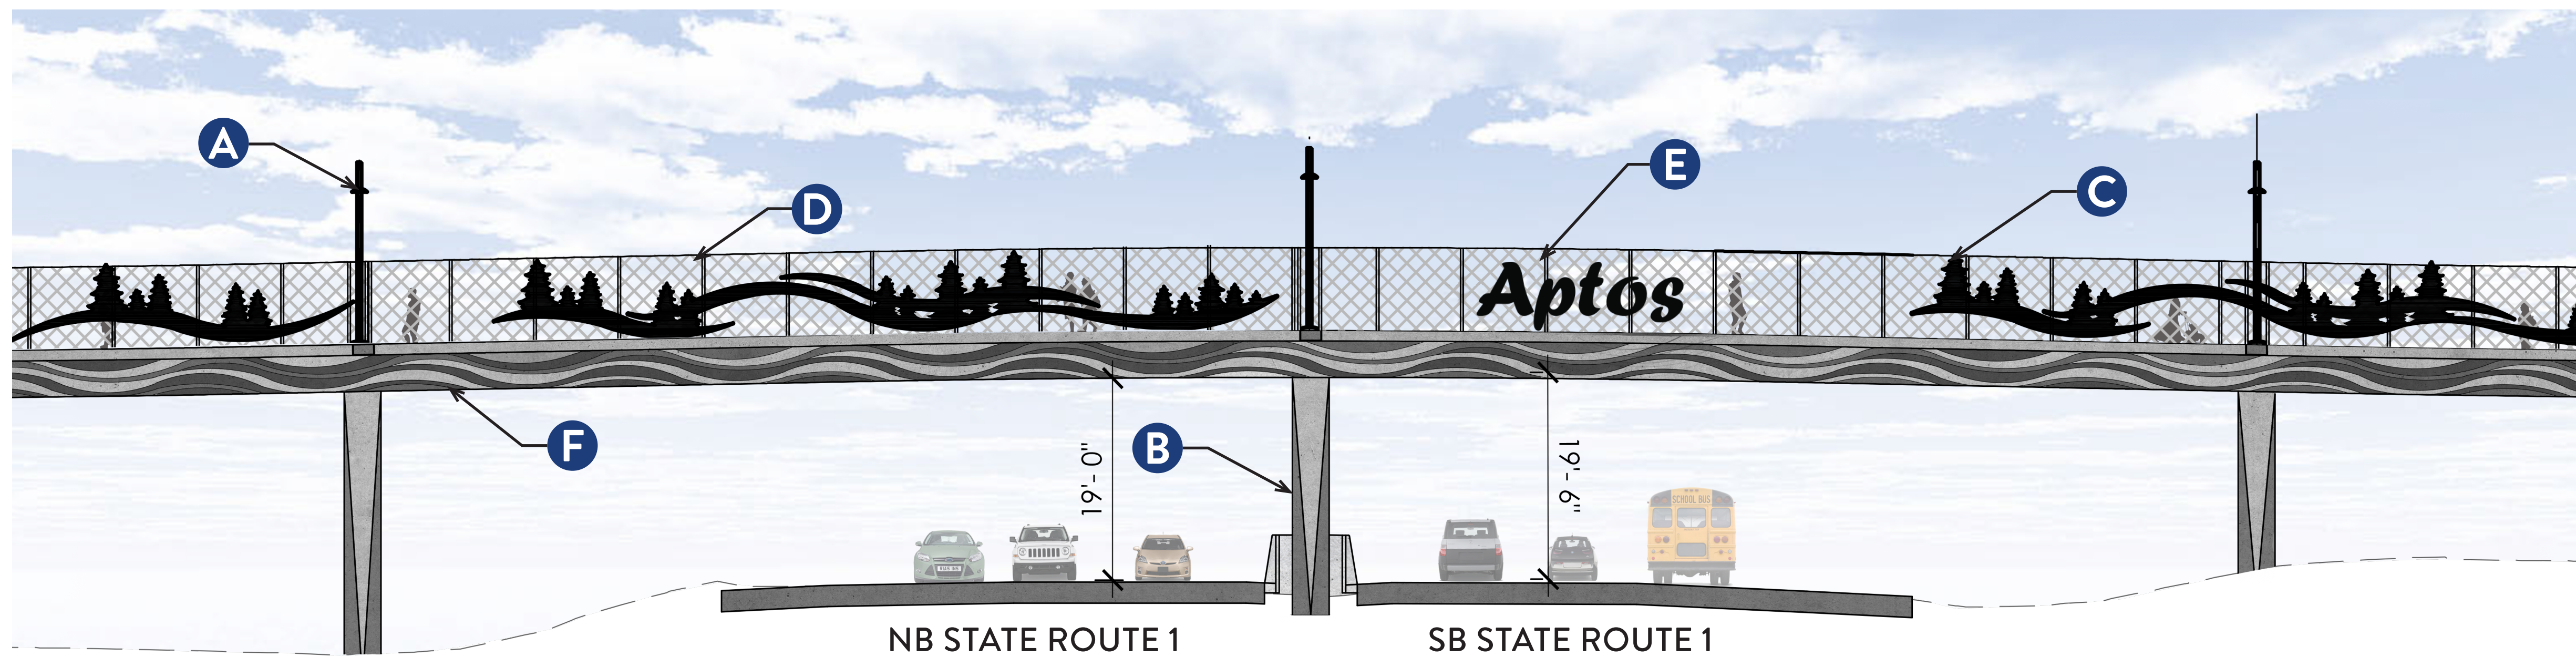 A
E
C
D
Aptos
F
B
19'-0"
19'-6"
SCHOOL BUS
NB STATE ROUTE 1
SB STATE ROUTE 1